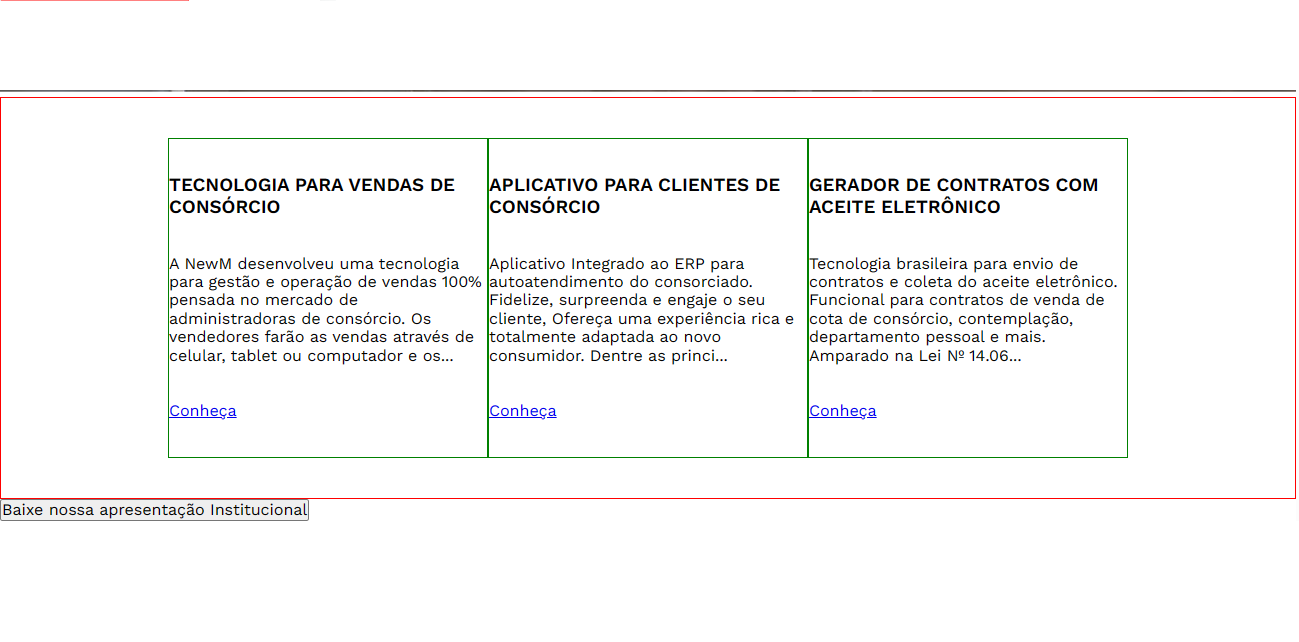 TECNOLOGIA PARA VENDAS DE
CONSÓRCIO
A NewM desenvolveu uma tecnologia
para gestão e operação de vendas 100%
pensada no mercado de
administradoras de consórcio. Os
vendedores farão as vendas através de
celular, tablet ou computador e os...
Conheça
APLICATIVO PARA CLIENTES DE
CONSÓRCIO
Aplicativo Integrado ao ERP para
autoatendimento do consorciado.
Fidelize, surpreenda e engaje o seu
cliente, Ofereça uma experiência rica e
totalmente adaptada ao novo
consumidor. Dentre as princi...
Conheça
GERADOR DE CONTRATOS COM
ACEITE ELETRÔNICO
Tecnologia brasileira para envio de
contratos e coleta do aceite eletrônico.
Funcional para contratos de venda de
cota de consórcio, contemplação,
departamento pessoal e mais.
Amparado na Lei Nº 14.06...
Conheça
Baixe nossa apresentação Institucional